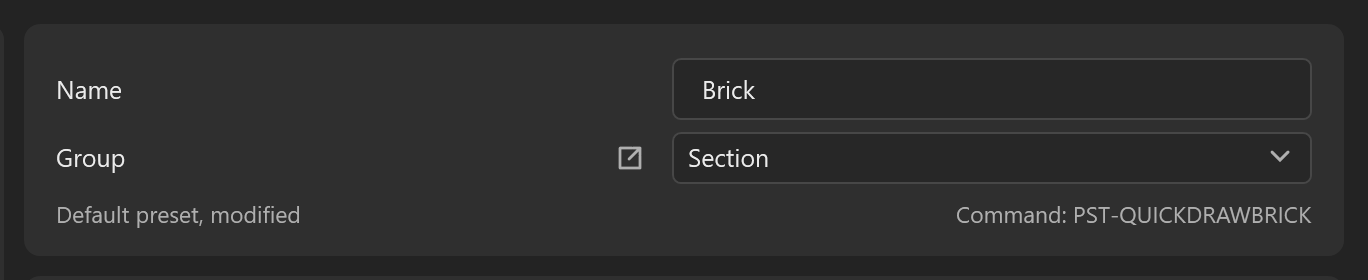 Name
Brick
Group
Section
Default preset, modified
Command: PST-QUICKDRAWBRICK